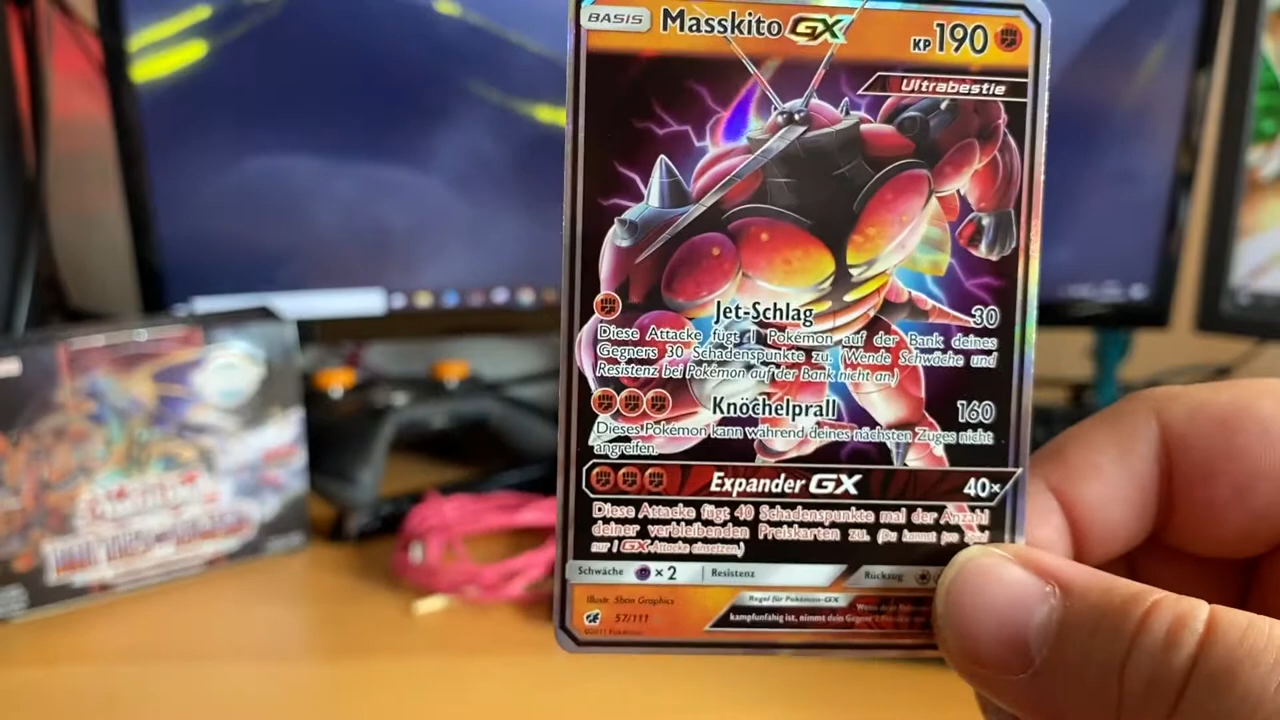 BASIS Masskito GX KP 190
Ultrabestie
Jet-Schlag 30
Diese Attacke fügt 1 Pokémon auf der Bank deines
Gegners 30 Schadenspunkte zu. (Wende Schwäche und
Resistenz bei Pokémon auf der Bank nicht an.)
Knöchelprall 160
Dieses Pokémon kann während deines nächsten Zuges nicht
angreifen.
Expander GX 40×
Diese Attacke fügt 40 Schadenspunkte mal der Anzahl
deiner verbleibenden Preiskarten zu. (Du kannst pro Spiel
nur 1 GX-Attacke einsetzen.)
Schwäche ×2 Resistenz Rückzug
Illustr. 5ban Graphics
Regel für Pokémon-GX
Wenn dein
kampfunfähig ist, nimmt dein Gegner 2
57/111
©2017 Pokémon